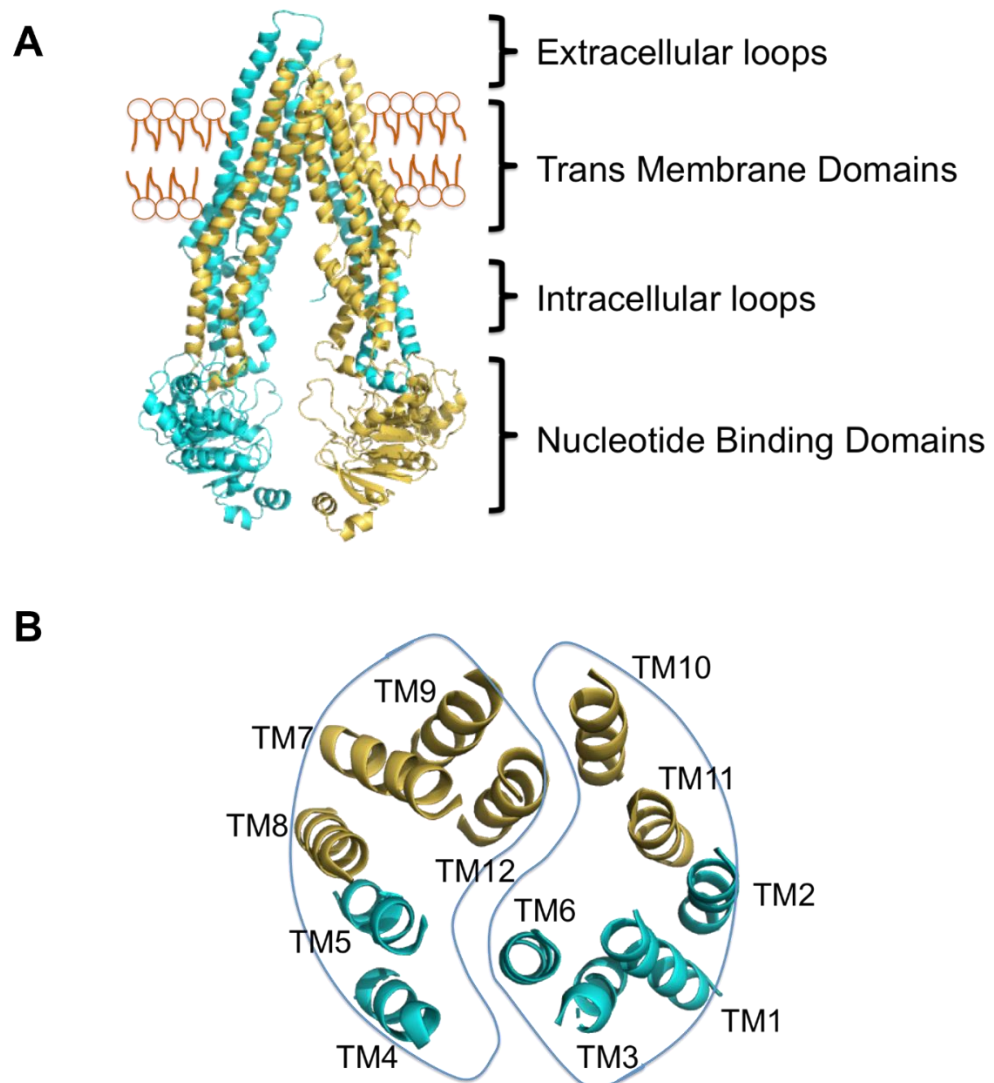 A
Extracellular loops
Trans Membrane Domains
Intracellular loops
Nucleotide Binding Domains
B
TM10
TM9
TM7
TM11
TM8
TM12
TM2
TM6
TM5
TM1
TM4
TM3